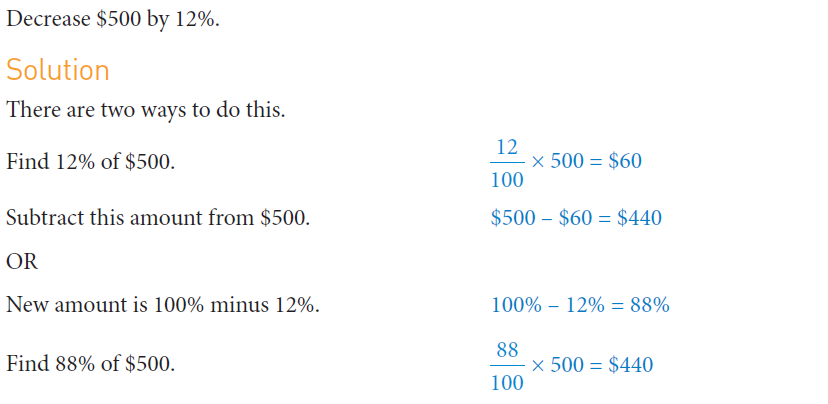 Decrease $500 by 12%.
Solution
There are two ways to do this.
Find 12% of $500. 12/100 × 500 = $60
Subtract this amount from $500. $500 – $60 = $440
OR
New amount is 100% minus 12%. 100% – 12% = 88%
Find 88% of $500. 88/100 × 500 = $440